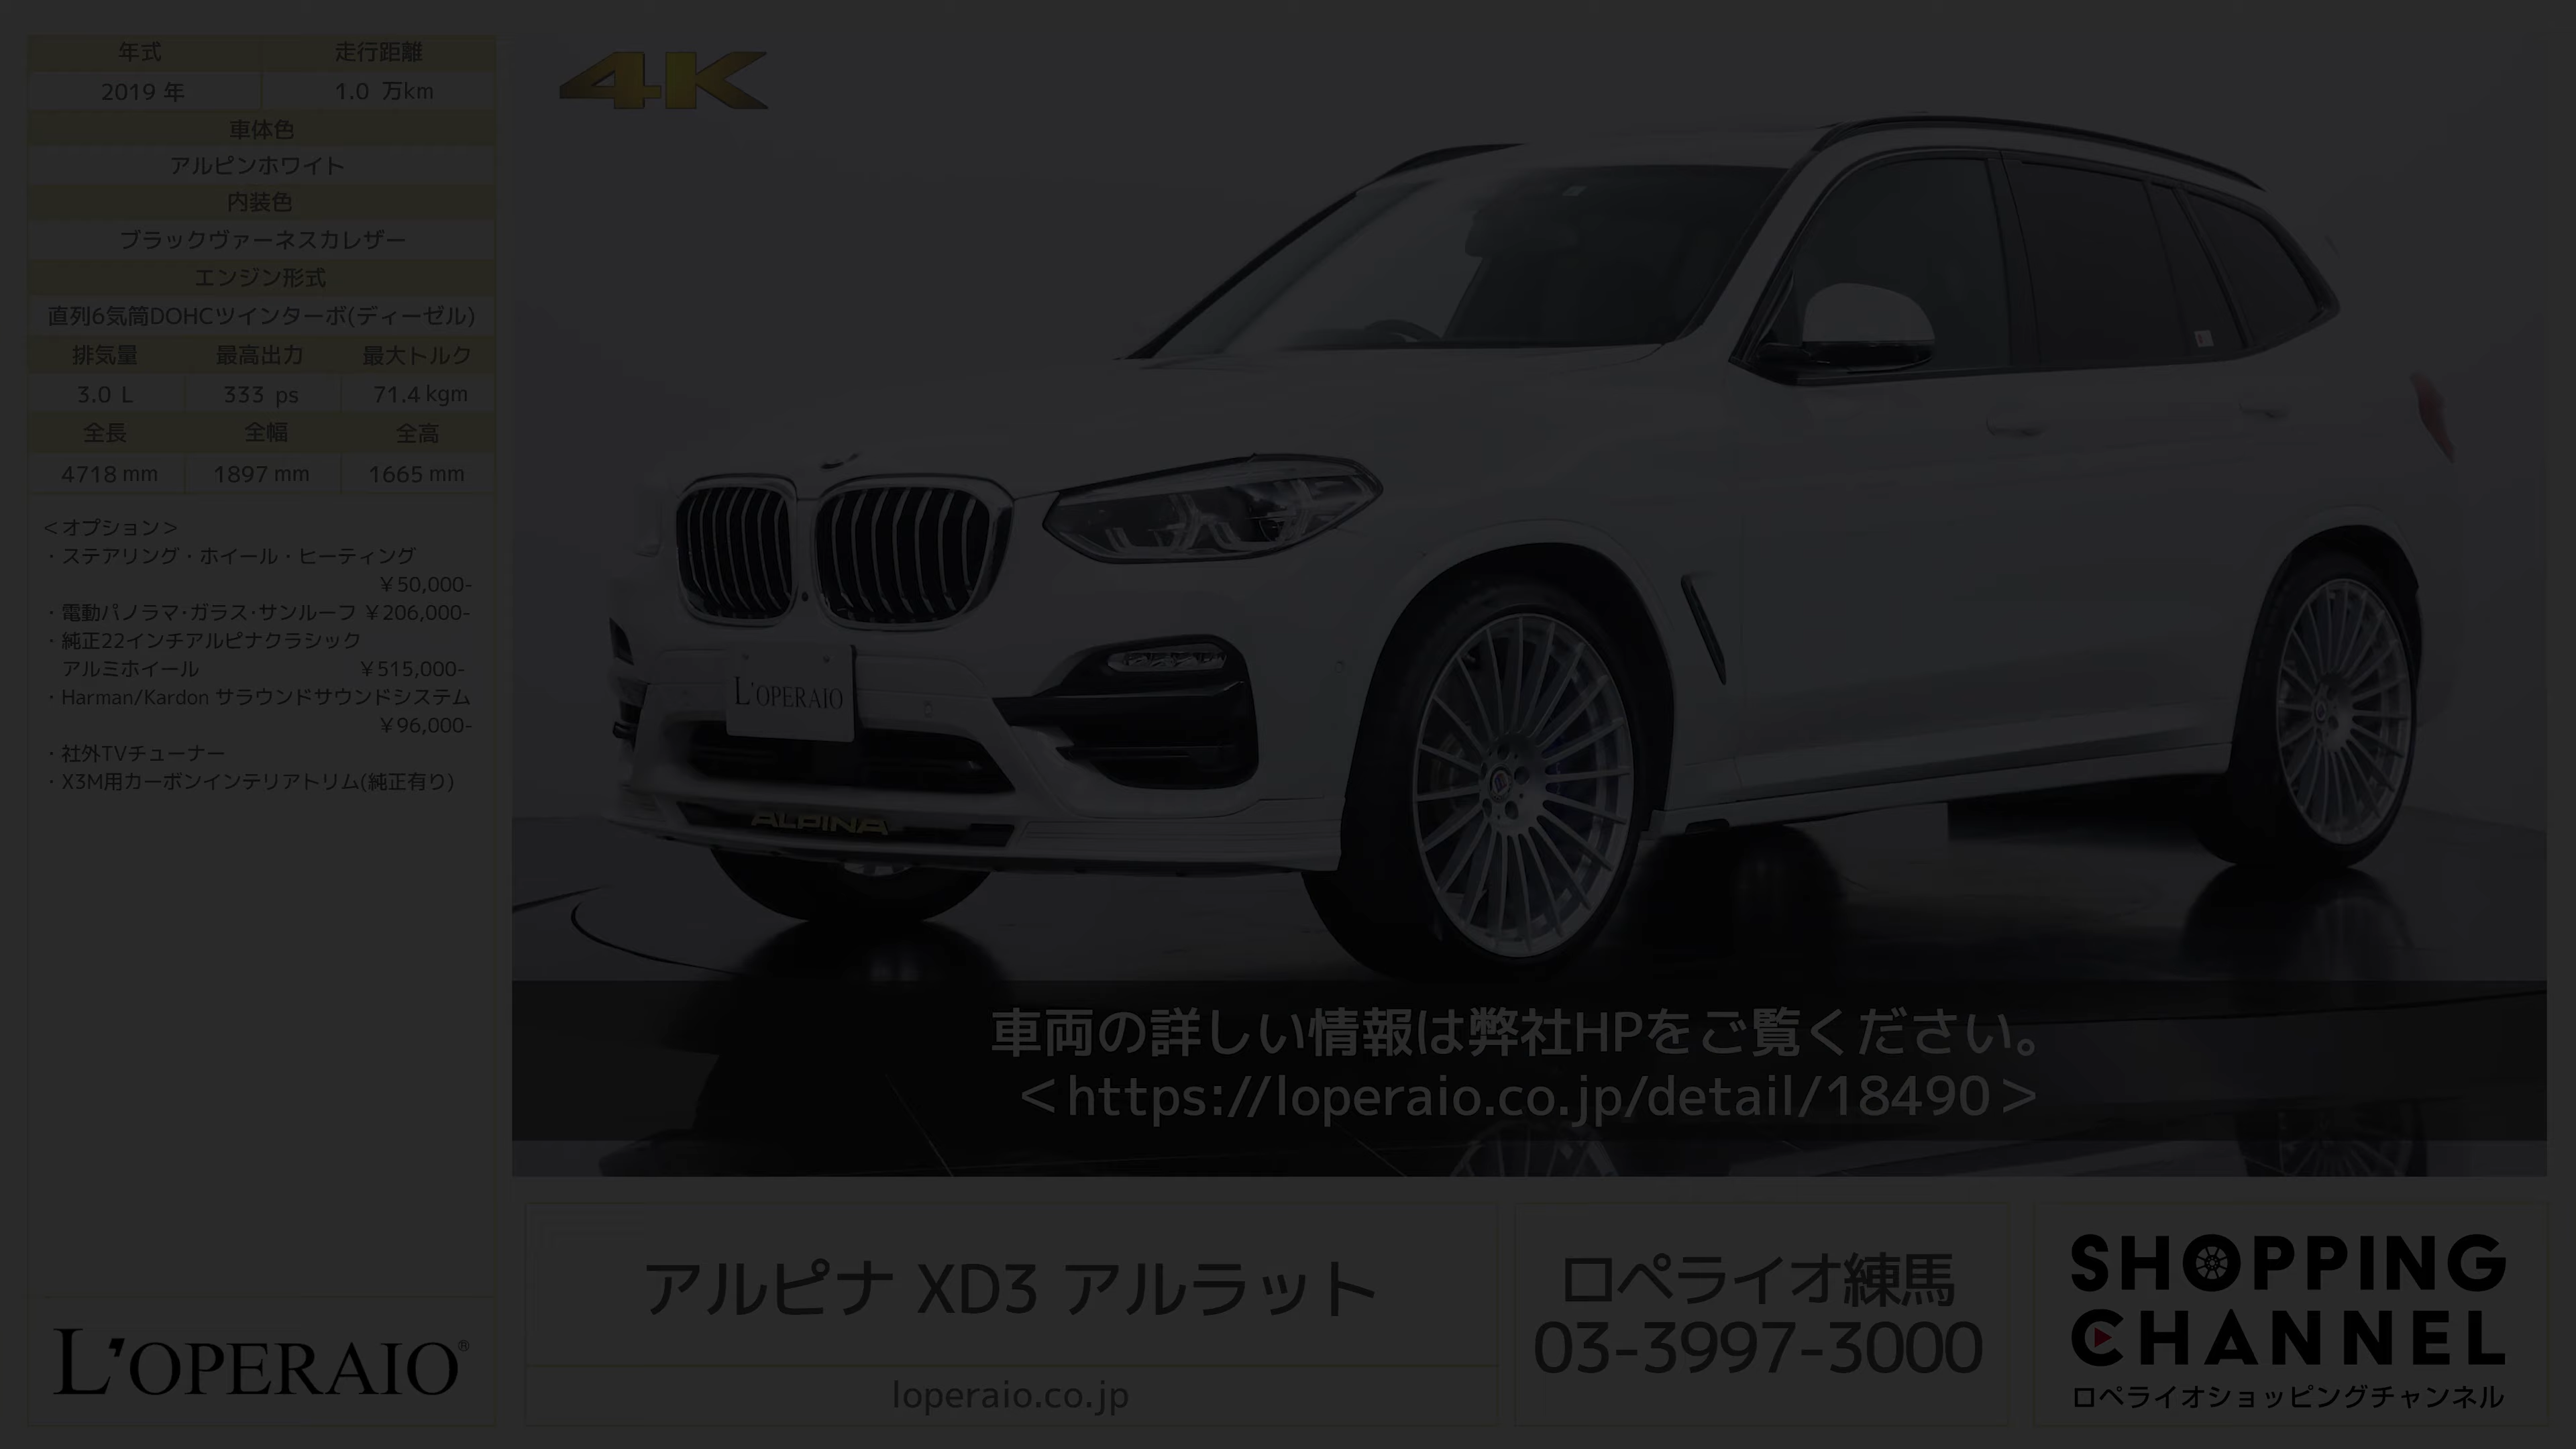 年式 走行距離
2019 年 1.0 万km
車体色
アルピンホワイト
内装色
ブラックヴァーネスカレザー
エンジン形式
直列6気筒DOHCツインターボ(ディーゼル)
排気量 最高出力 最大トルク
3.0 L 333 ps 71.4 kgm
全長 全幅 全高
4718 mm 1897 mm 1665 mm
＜オプション＞
・ステアリング・ホイール・ヒーティング
￥50,000-
・電動パノラマ・ガラス・サンルーフ ￥206,000-
・純正22インチアルピナクラシック
アルミホイール ￥515,000-
・Harman/Kardon サラウンドサウンドシステム
￥96,000-
・社外TVチューナー
・X3M用カーボンインテリアトリム(純正有り)
L'OPERAIO®
4K
L'OPERAIO
ALPINA
車両の詳しい情報は弊社HPをご覧ください。
＜https://loperaio.co.jp/detail/18490＞
アルピナ XD3 アルラット
loperaio.co.jp
ロペライオ練馬
03-3997-3000
SHOPPING
CHANNEL
ロペライオショッピングチャンネル